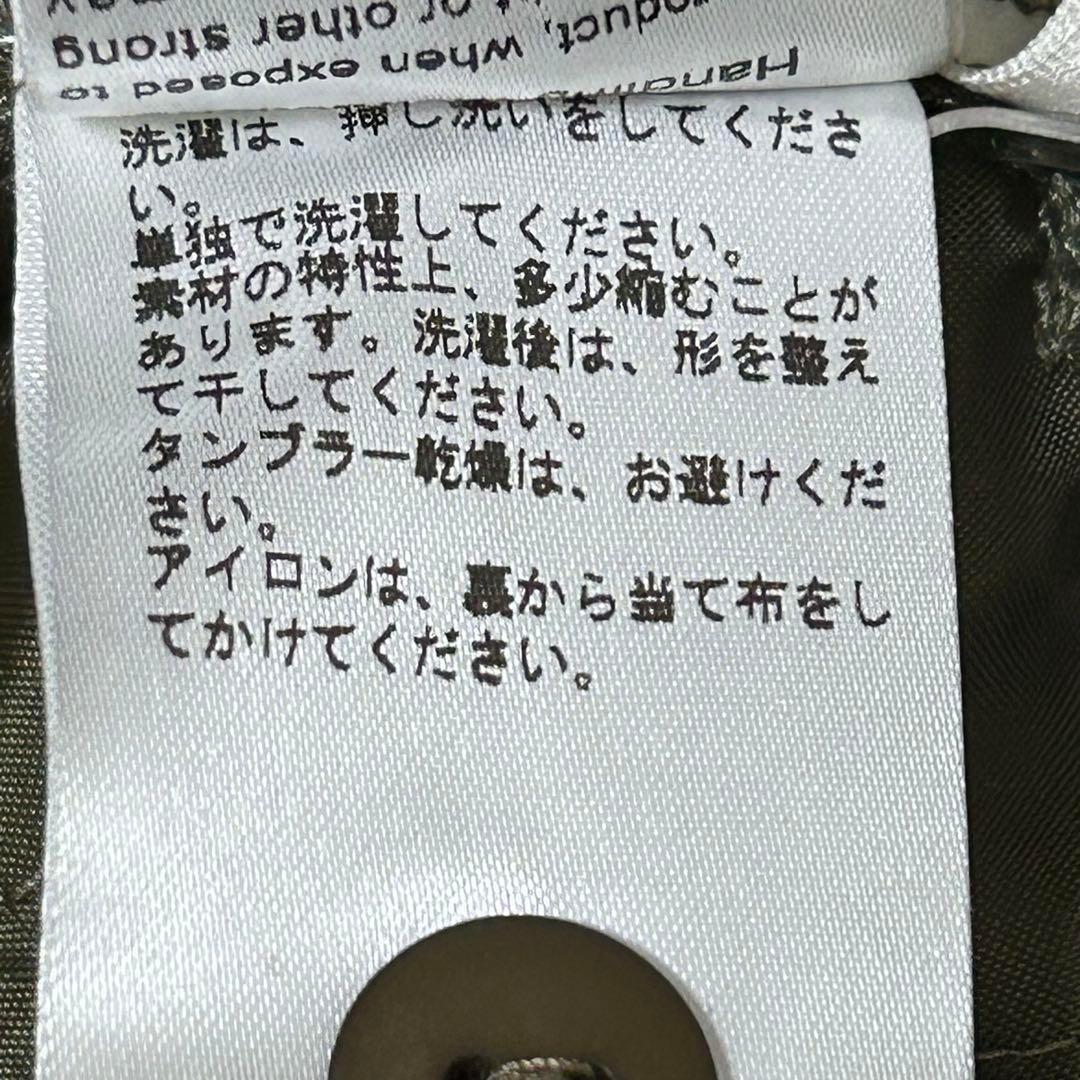 or other
or other strong
when exposed to
洗濯は、押し洗いをしてくださ
い。
単独で洗濯してください。
素材の特性上、多少縮むことが
あります。洗濯後は、形を整え
て干してください。
タンブラー乾燥は、お避けくだ
さい。
アイロンは、裏から当て布をし
てかけてください。